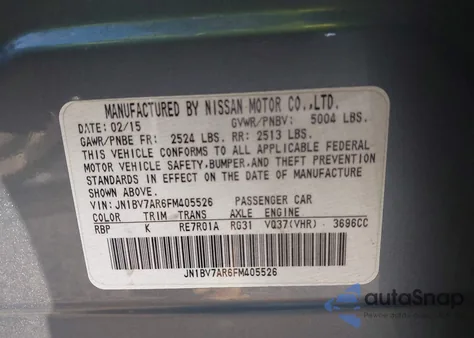 MANUFACTURED BY NISSAN MOTOR CO.,LTD.
DATE: 02/15 GVWR/PNBV: 5004 LBS.
GAWR/PNBE FR: 2524 LBS. RR: 2513 LBS.
THIS VEHICLE CONFORMS TO ALL APPLICABLE FEDERAL
MOTOR VEHICLE SAFETY, BUMPER, AND THEFT PREVENTION
STANDARDS IN EFFECT ON THE DATE OF MANUFACTURE
SHOWN ABOVE.
VIN: JN1BV7AR6FM405526 PASSENGER CAR
COLOR TRIM TRANS AXLE ENGINE
RBP K RE7R01A RG31 VQ37(VHR) 3696CC
JN1BV7AR6FM405526
autoSnap